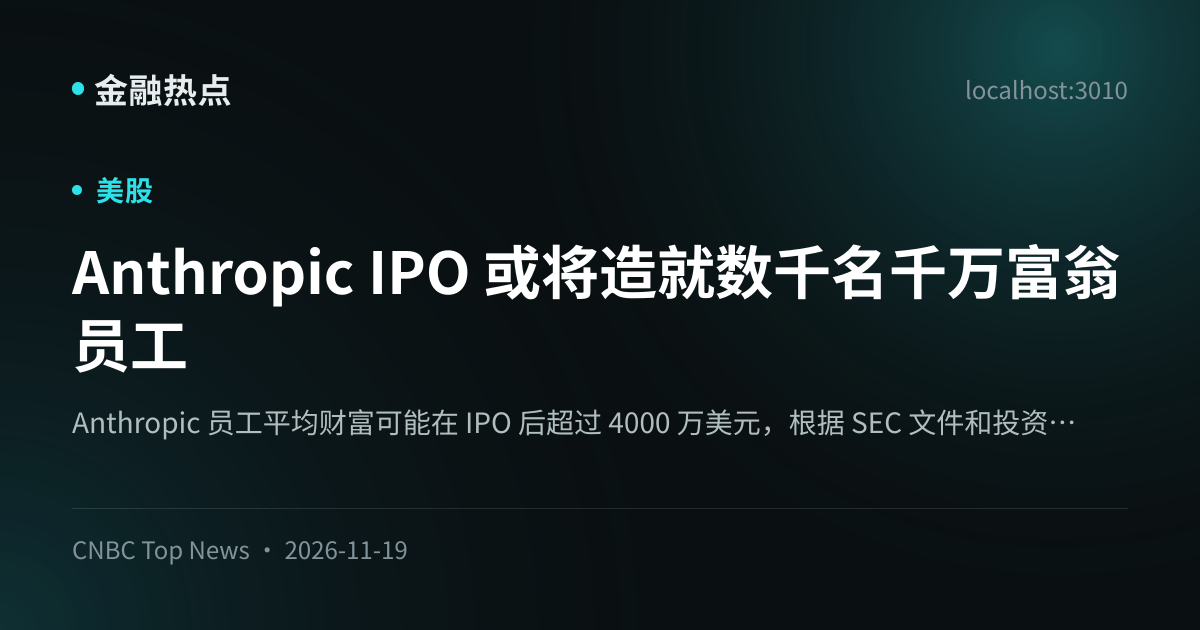 金融热点
localhost:3010
美股
Anthropic IPO 或将造就数千名千万富翁
员工
Anthropic 员工平均财富可能在 IPO 后超过 4000 万美元，根据 SEC 文件和投资…
CNBC Top News • 2026-11-19